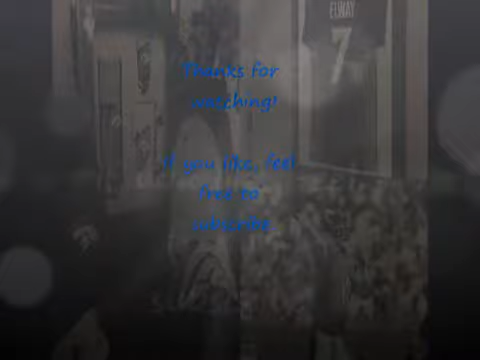 ELWAY
7
Thanks for
watching!
If you like, feel
free to
subscribe